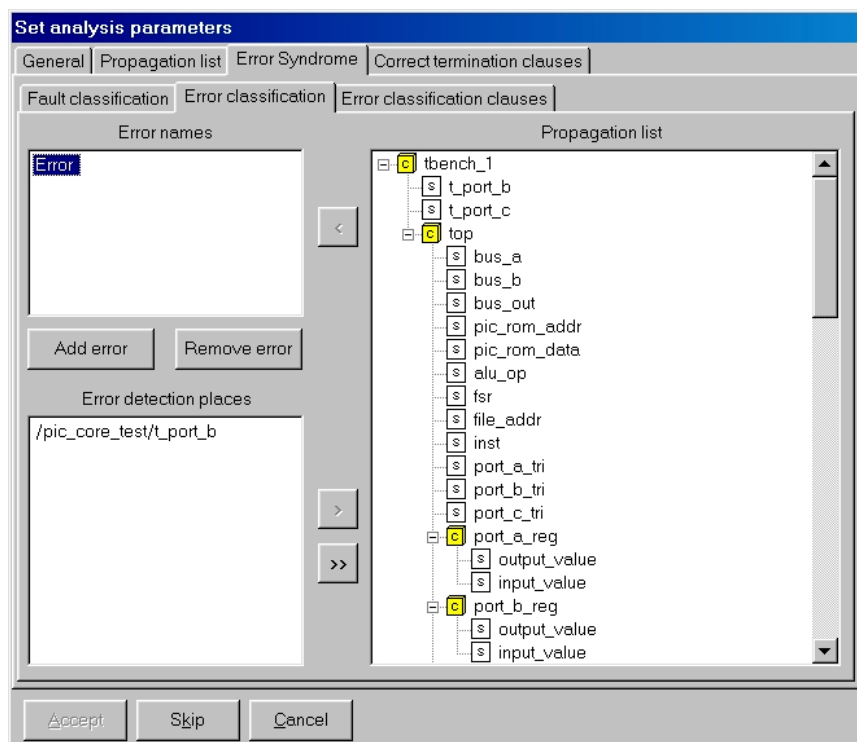 Set analysis parameters
General Propagation list Error Syndrome Correct termination clauses
Fault classification Error classification Error classification clauses
Error names
Error
<
Add error Remove error
Error detection places
/pic_core_test/t_port_b
>
>>
Propagation list
C tbench_1
S t_port_b
S t_port_c
C top
S bus_a
S bus_b
S bus_out
S pic_rom_addr
S pic_rom_data
S alu_op
S fsr
S file_addr
S inst
S port_a_tri
S port_b_tri
S port_c_tri
C port_a_reg
S output_value
S input_value
C port_b_reg
S output_value
S input_value
Accept Skip Cancel